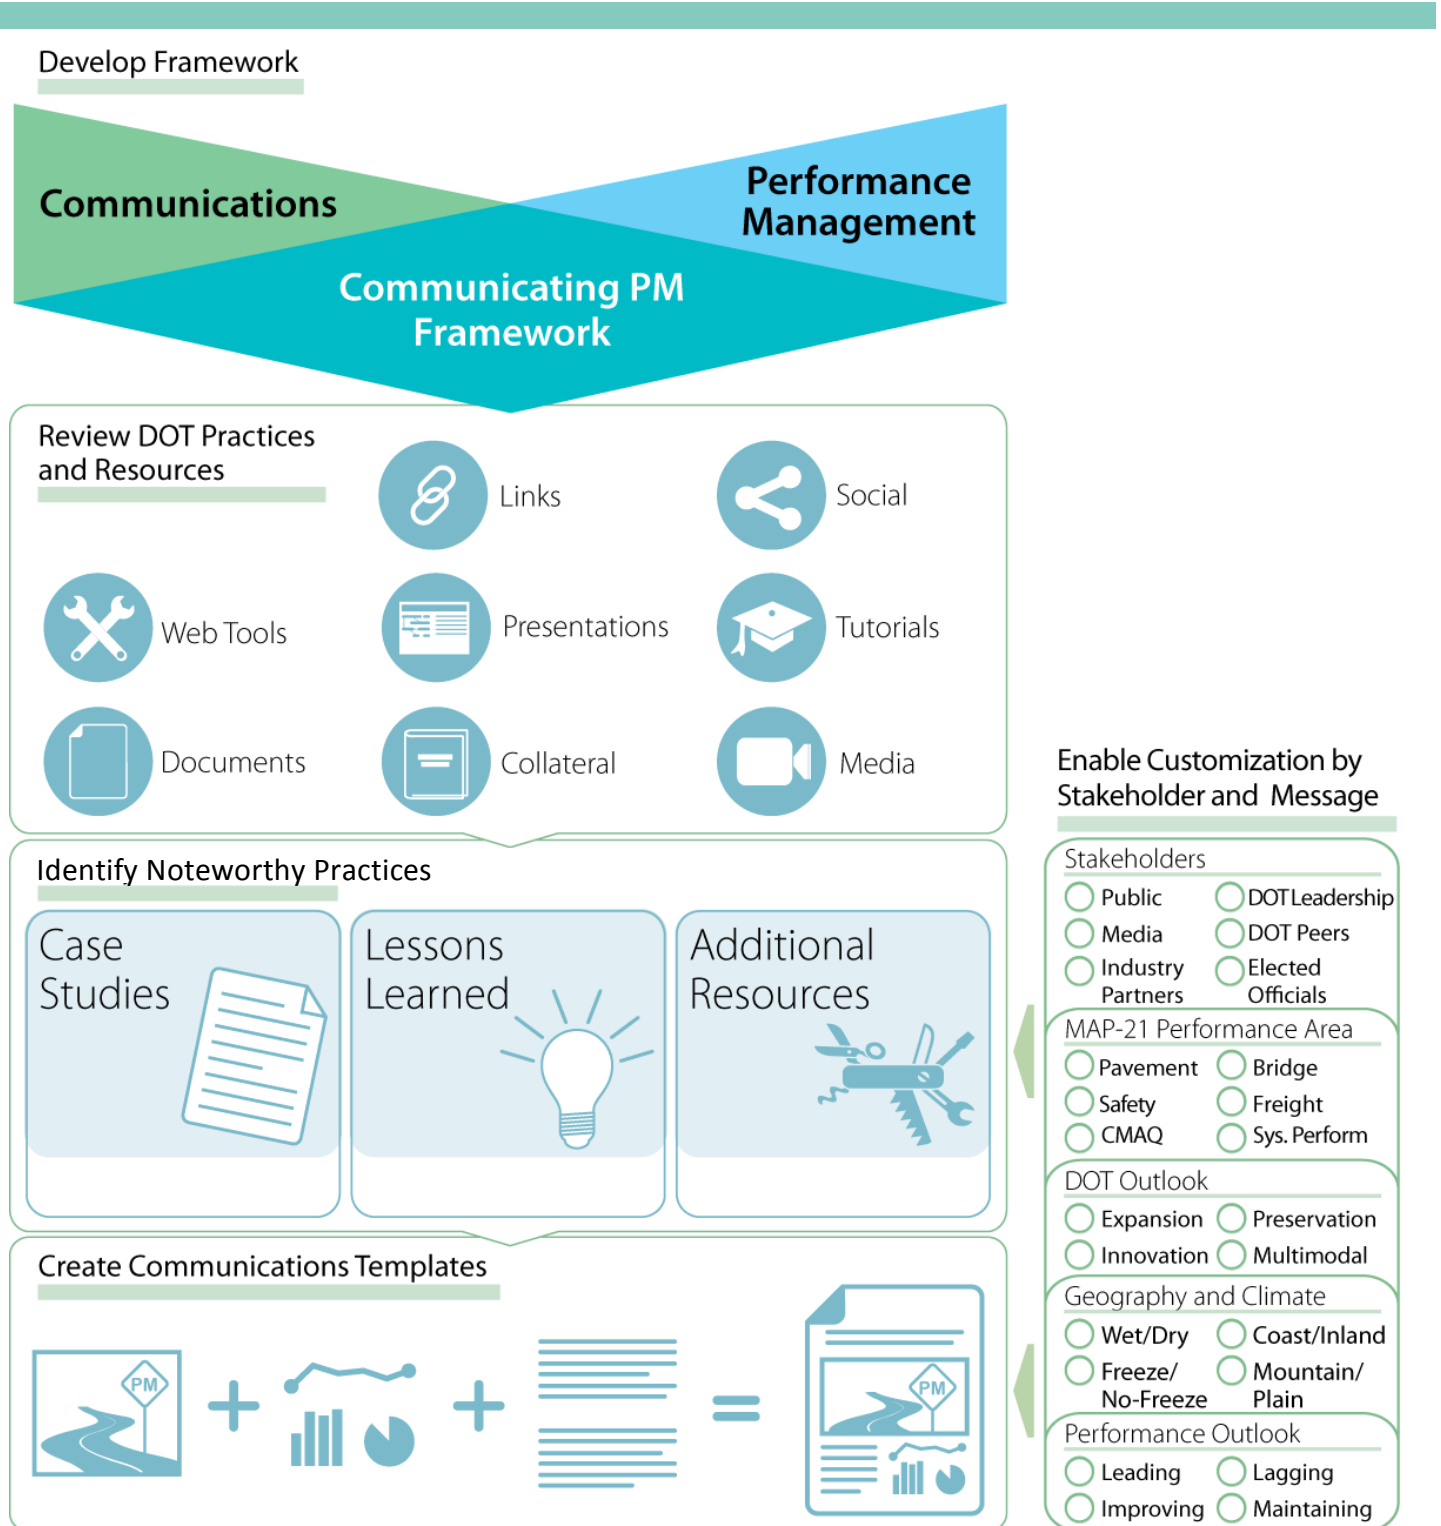 Develop Framework
Communications
Performance
Management
Communicating PM
Framework
Review DOT Practices
and Resources
Links
Social
Web Tools
Presentations
Tutorials
Documents
Collateral
Media
Identify Noteworthy Practices
Case
Studies
Lessons
Learned
Additional
Resources
Create Communications Templates
PM
PM
Enable Customization by
Stakeholder and Message
Stakeholders
Public
DOT Leadership
Media
DOT Peers
Industry
Partners
Elected
Officials
MAP-21 Performance Area
Pavement
Bridge
Safety
Freight
CMAQ
Sys. Perform
DOT Outlook
Expansion
Preservation
Innovation
Multimodal
Geography and Climate
Wet/Dry
Coast/Inland
Freeze/
No-Freeze
Mountain/
Plain
Performance Outlook
Leading
Lagging
Improving
Maintaining